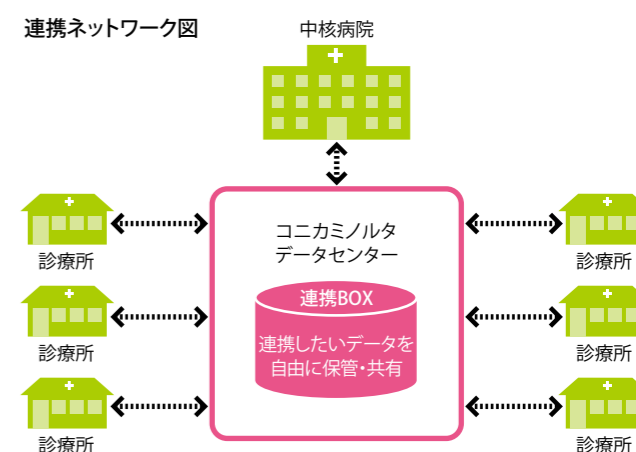 連携ネットワーク図
中核病院
コニカミノルタ
データセンター
連携BOX
連携したいデータを
自由に保管・共有
診療所
診療所
診療所
診療所
診療所
診療所